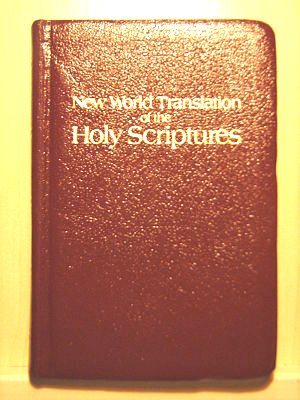 New World Translation
of the
Holy Scriptures